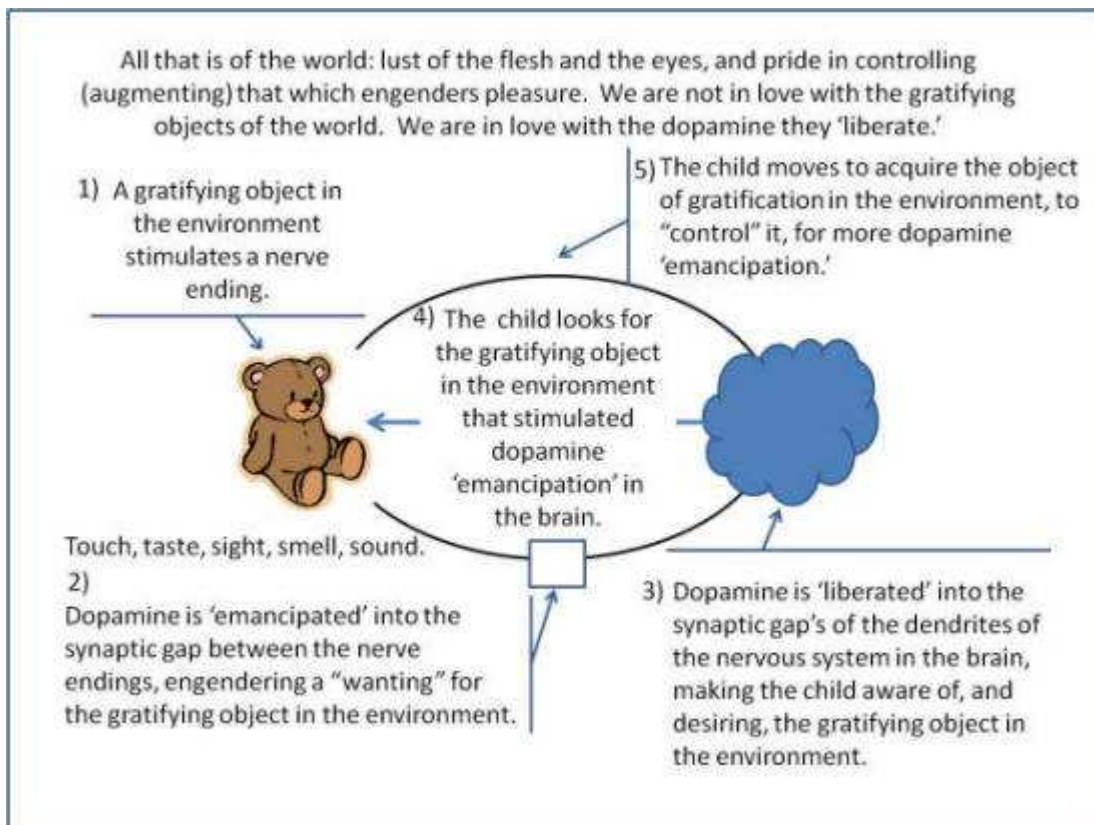 All that is of the world: lust of the flesh and the eyes, and pride in controlling
(augmenting) that which engenders pleasure. We are not in love with the gratifying
objects of the world. We are in love with the dopamine they ‘liberate.’
1) A gratifying object in
the environment
stimulates a nerve
ending.
5) The child moves to acquire the object
of gratification in the environment, to
“control” it, for more dopamine
‘emancipation.’
4) The child looks for
the gratifying object
in the environment
that stimulated
dopamine
‘emancipation’ in
the brain.
Touch, taste, sight, smell, sound.
2)
Dopamine is ‘emancipated’ into the
synaptic gap between the nerve
endings, engendering a “wanting” for
the gratifying object in the environment.
3) Dopamine is ‘liberated’ into the
synaptic gap’s of the dendrites of
the nervous system in the brain,
making the child aware of, and
desiring, the gratifying object in
the environment.